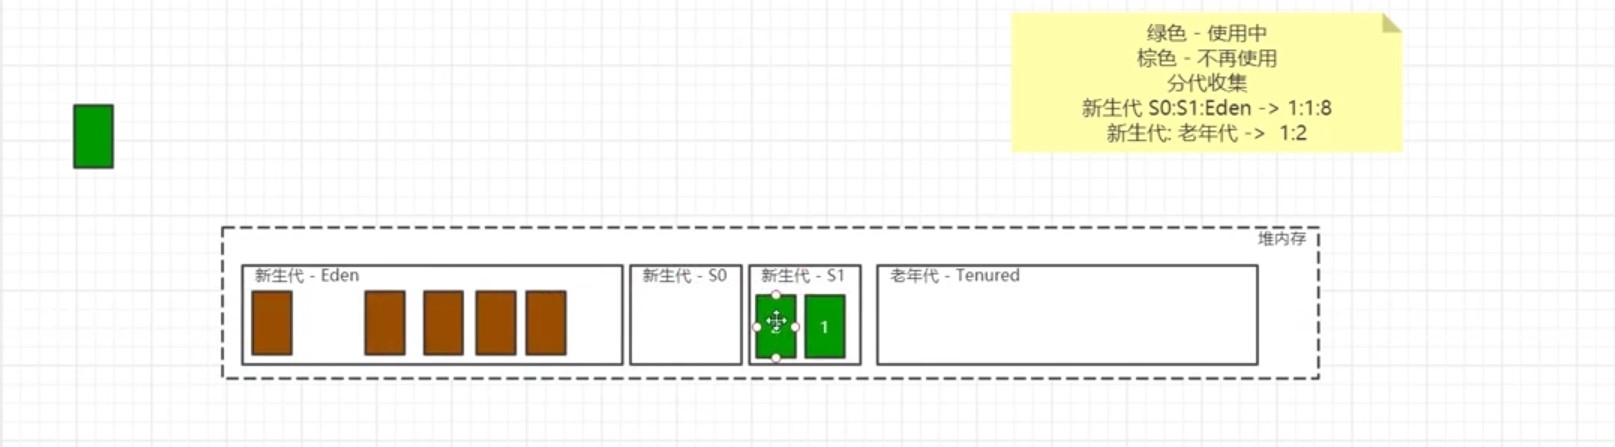 绿色 - 使用中
棕色 - 不再使用
分代收集
新生代 S0:S1:Eden -> 1:1:8
新生代: 老年代 -> 1:2
堆内存
新生代 - Eden
新生代 - S0
新生代 - S1
老年代 - Tenured
1